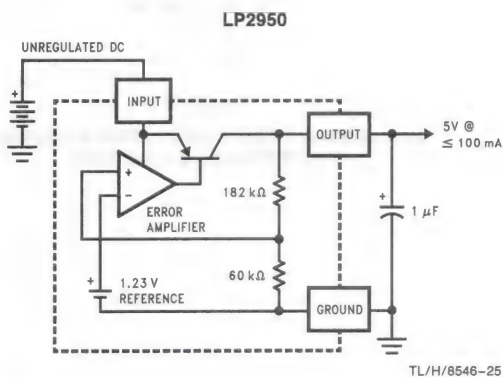 LP2950
UNREGULATED DC
+
INPUT
OUTPUT
5V @
≤ 100 mA
+
−
ERROR
AMPLIFIER
182 kΩ
+
1 μF
60 kΩ
+
1.23 V
REFERENCE
GROUND
TL/H/8546-25